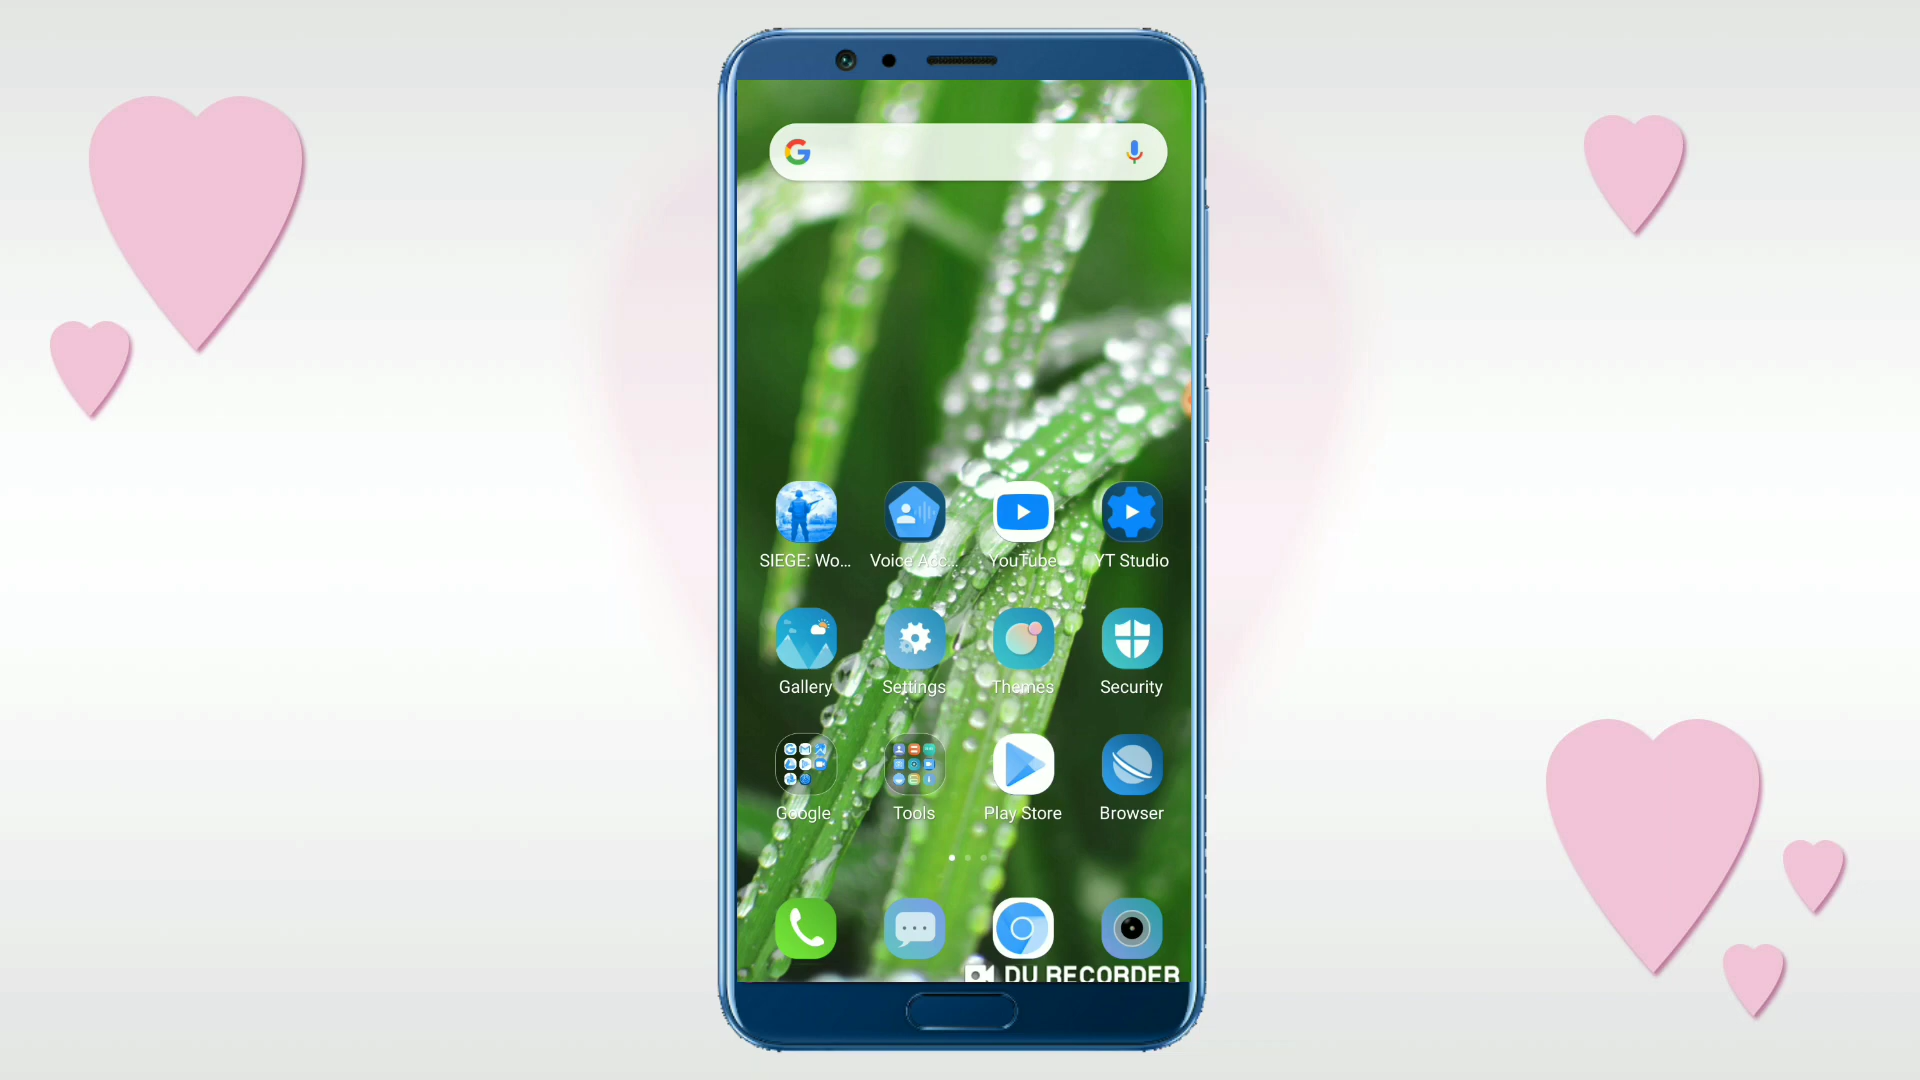 SIEGE: Wo...
Voice Acc...
YouTube
YT Studio
Gallery
Settings
Themes
Security
Google
Tools
Play Store
Browser
DU RECORDER